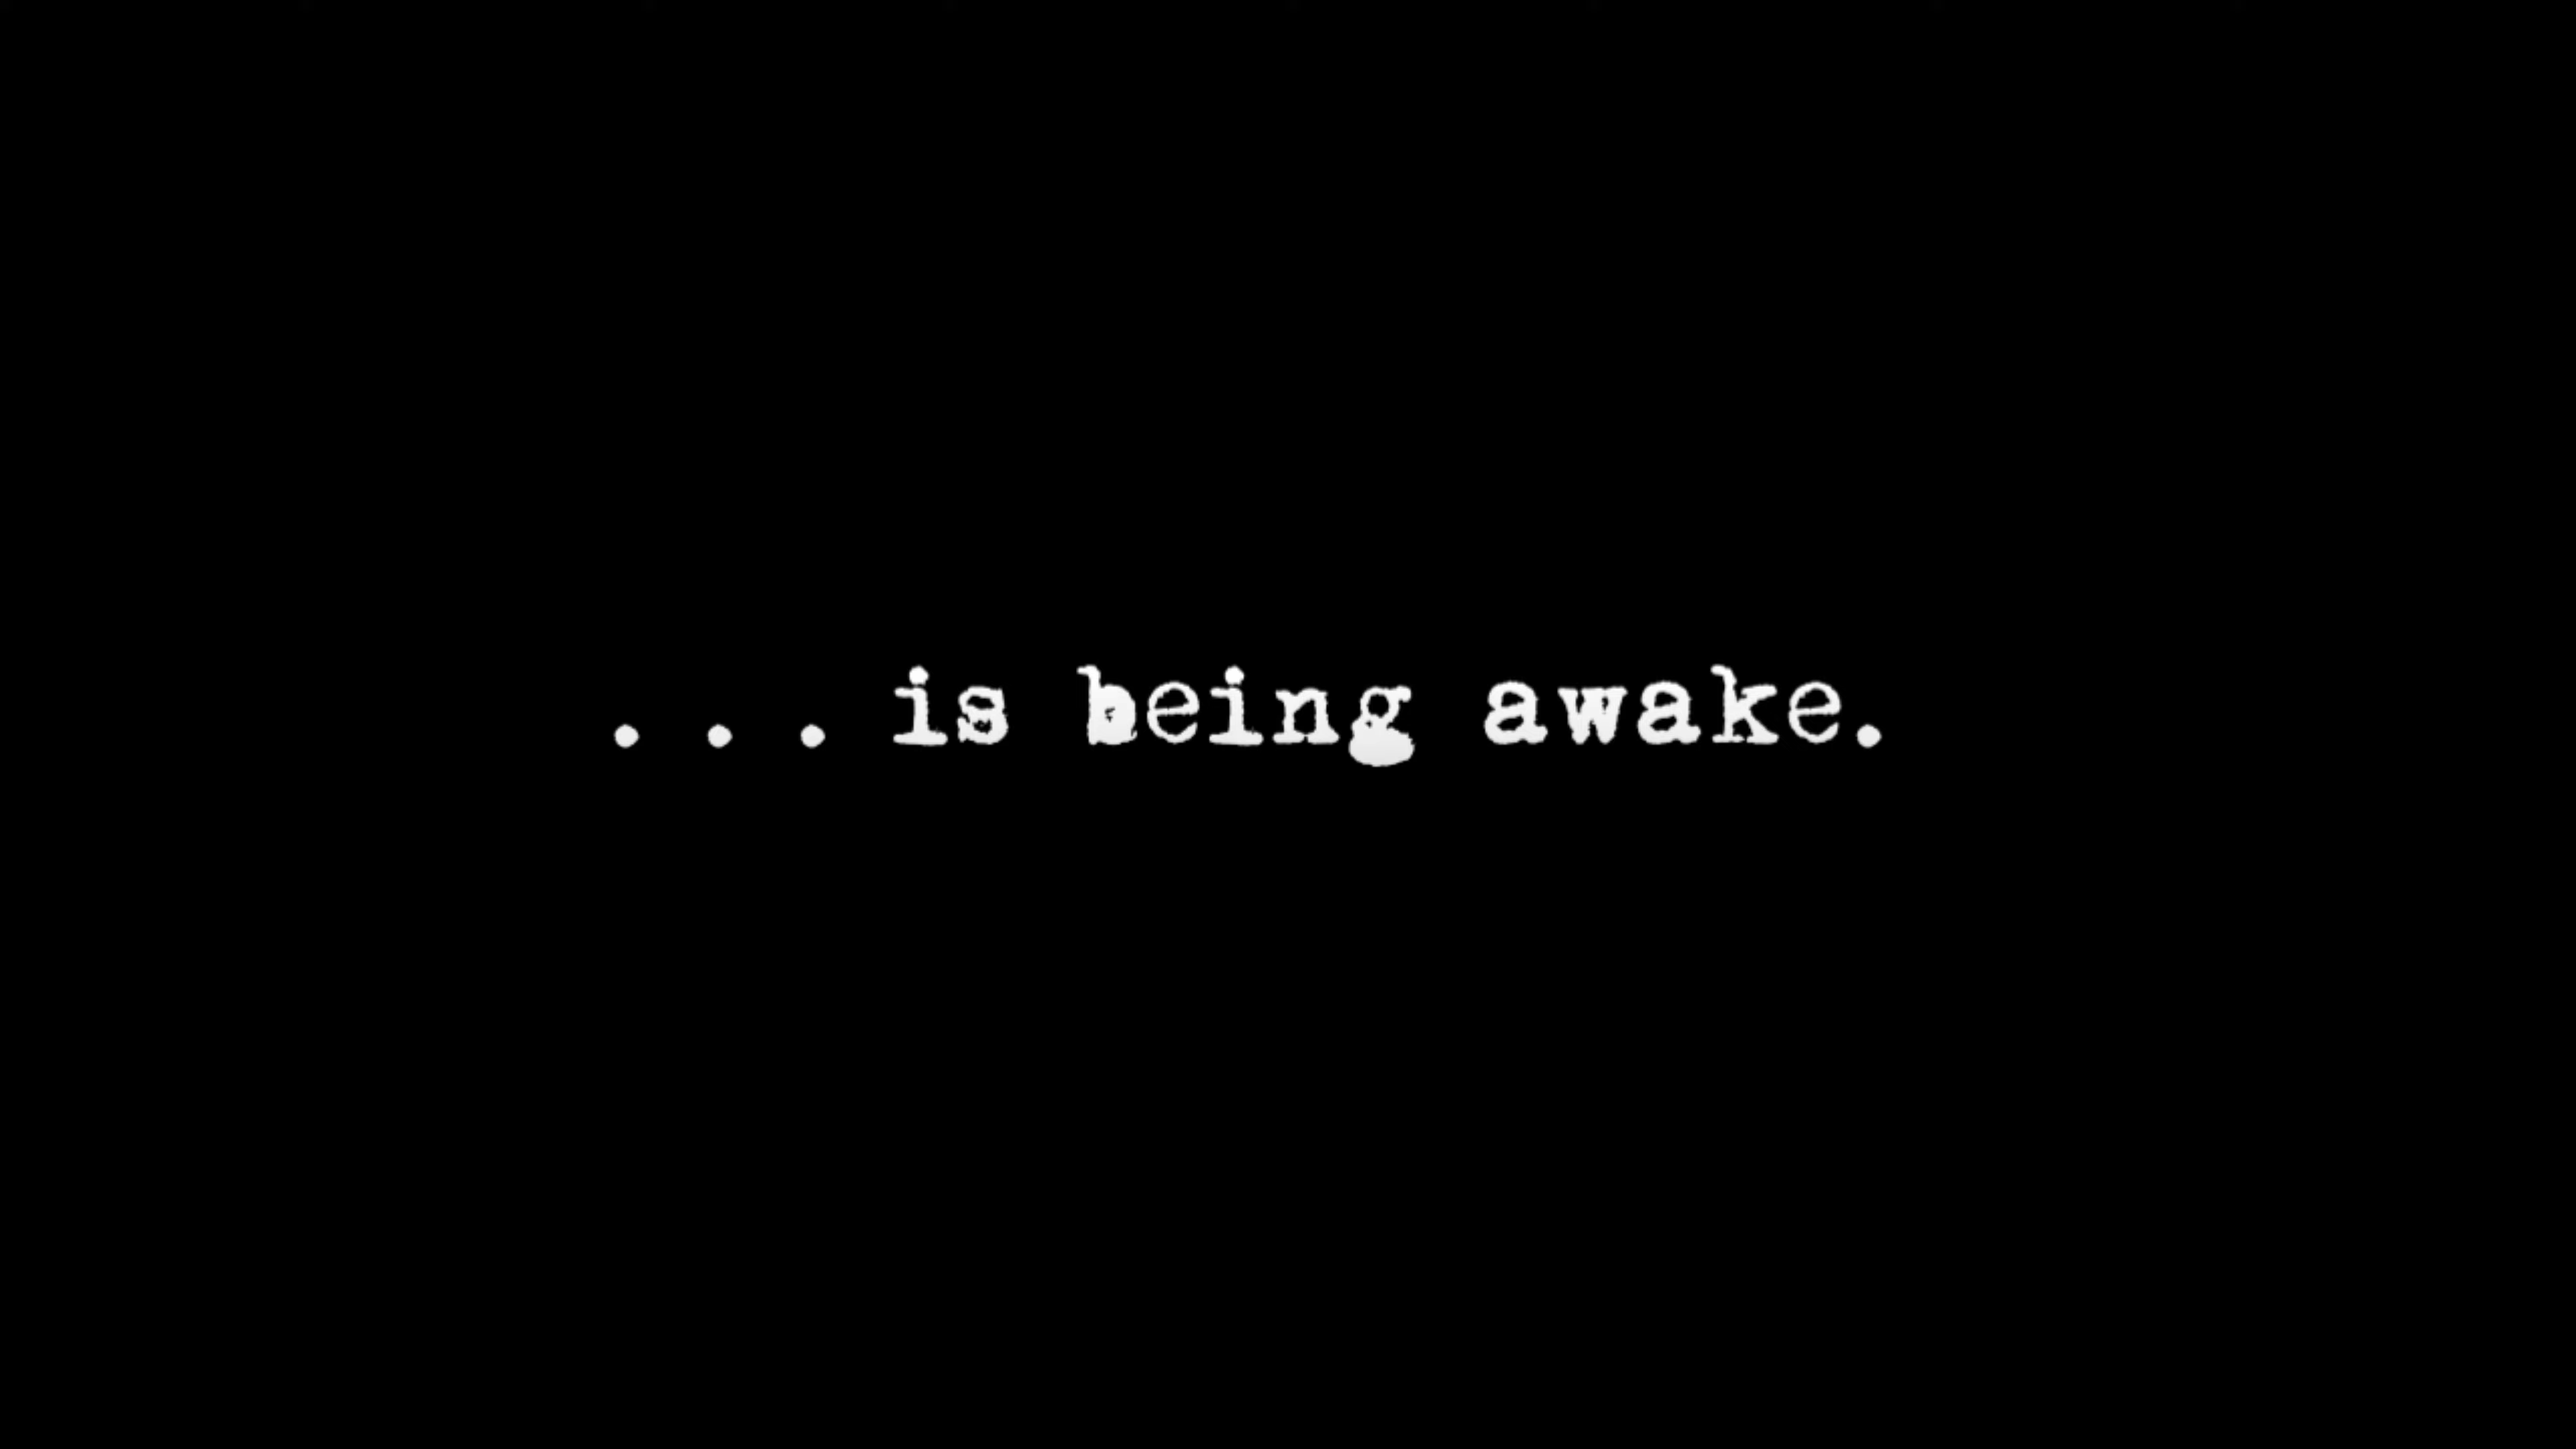 . . . is being awake.